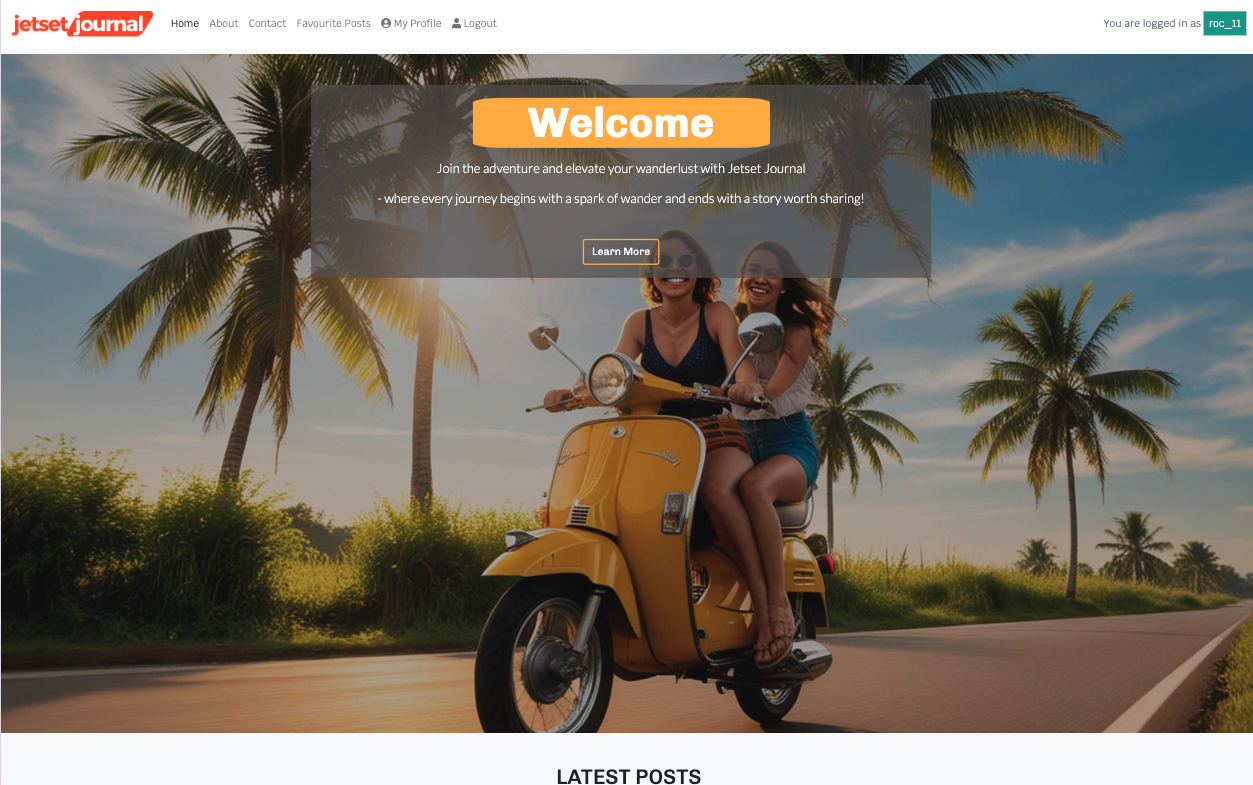 jetset journal Home About Contact Favourite Posts My Profile Logout You are logged in as roc_11
Welcome
Join the adventure and elevate your wanderlust with Jetset Journal
- where every journey begins with a spark of wander and ends with a story worth sharing!
Learn More
LATEST POSTS